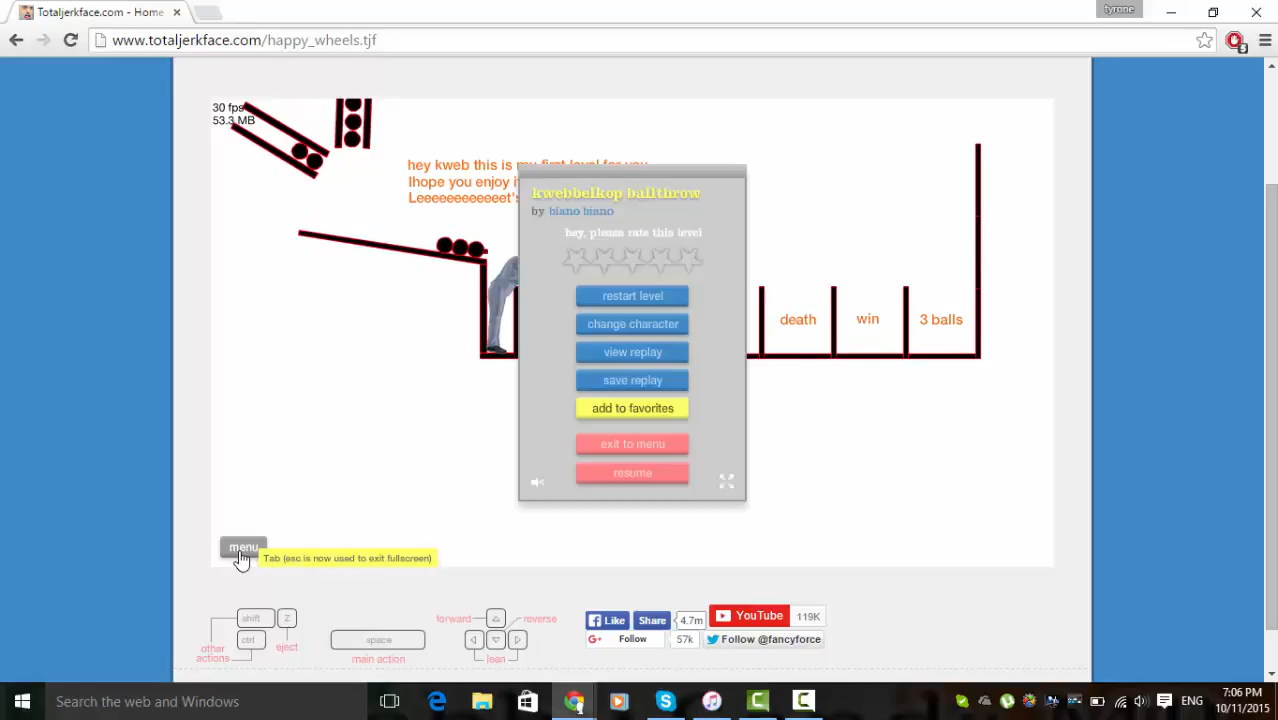 Totaljerkface.com - Home
tyrone
www.totaljerkface.com/happy_wheels.tjf
30 fps
53.3 MB
hey kweb this is my first level for you
Ihope you enjoy i
Leeeeeeeeeeet's
kwebbelkop ballthrow
by biano biano
hey, please rate this level
restart level
change character
view replay
save replay
add to favorites
exit to menu
resume
death
win
3 balls
menu
Tab (esc is now used to exit fullscreen)
shift
Z
ctrl
other
actions
eject
space
main action
forward
reverse
lean
Like
Share
4.7m
YouTube
119K
Follow
57k
Follow @fancyforce
Search the web and Windows
ENG
7:06 PM
10/11/2015